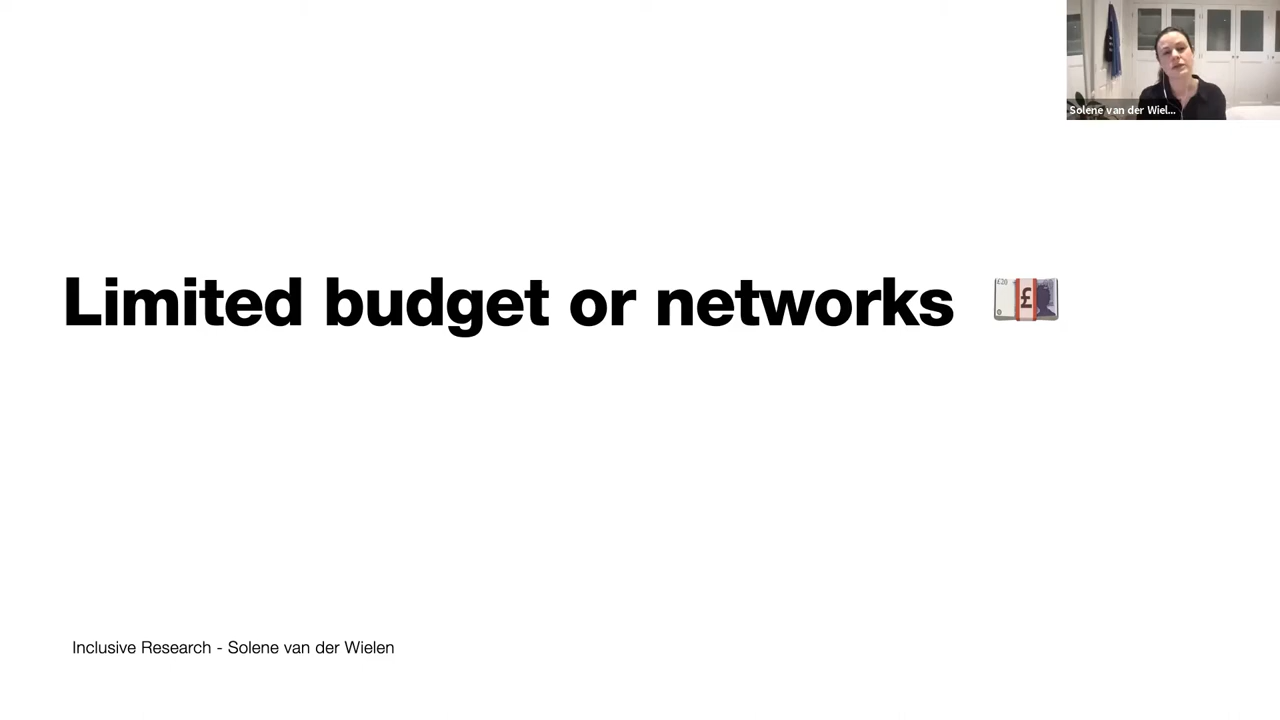 Solene van der Wiel...
Limited budget or networks
Inclusive Research - Solene van der Wielen